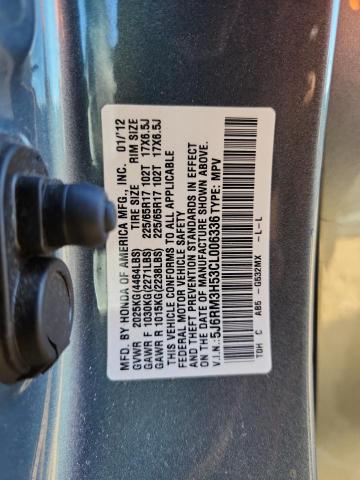 MFD. BY HONDA OF AMERICA MFG., INC. 01/12
GVWR 2025KG(4464LBS) TIRE SIZE RIM SIZE
GAWR F 1030KG(2271LBS) 225/65R17 102T 17X6.5J
GAWR R 1015KG(2238LBS) 225/65R17 102T 17X6.5J
THIS VEHICLE CONFORMS TO ALL APPLICABLE
FEDERAL MOTOR VEHICLE SAFETY
AND THEFT PREVENTION STANDARDS IN EFFECT
ON THE DATE OF MANUFACTURE SHOWN ABOVE.
V.I.N.: 5J6RM3H53CL006336 TYPE: MPV
TDH C AB5 -G532MX -L-L